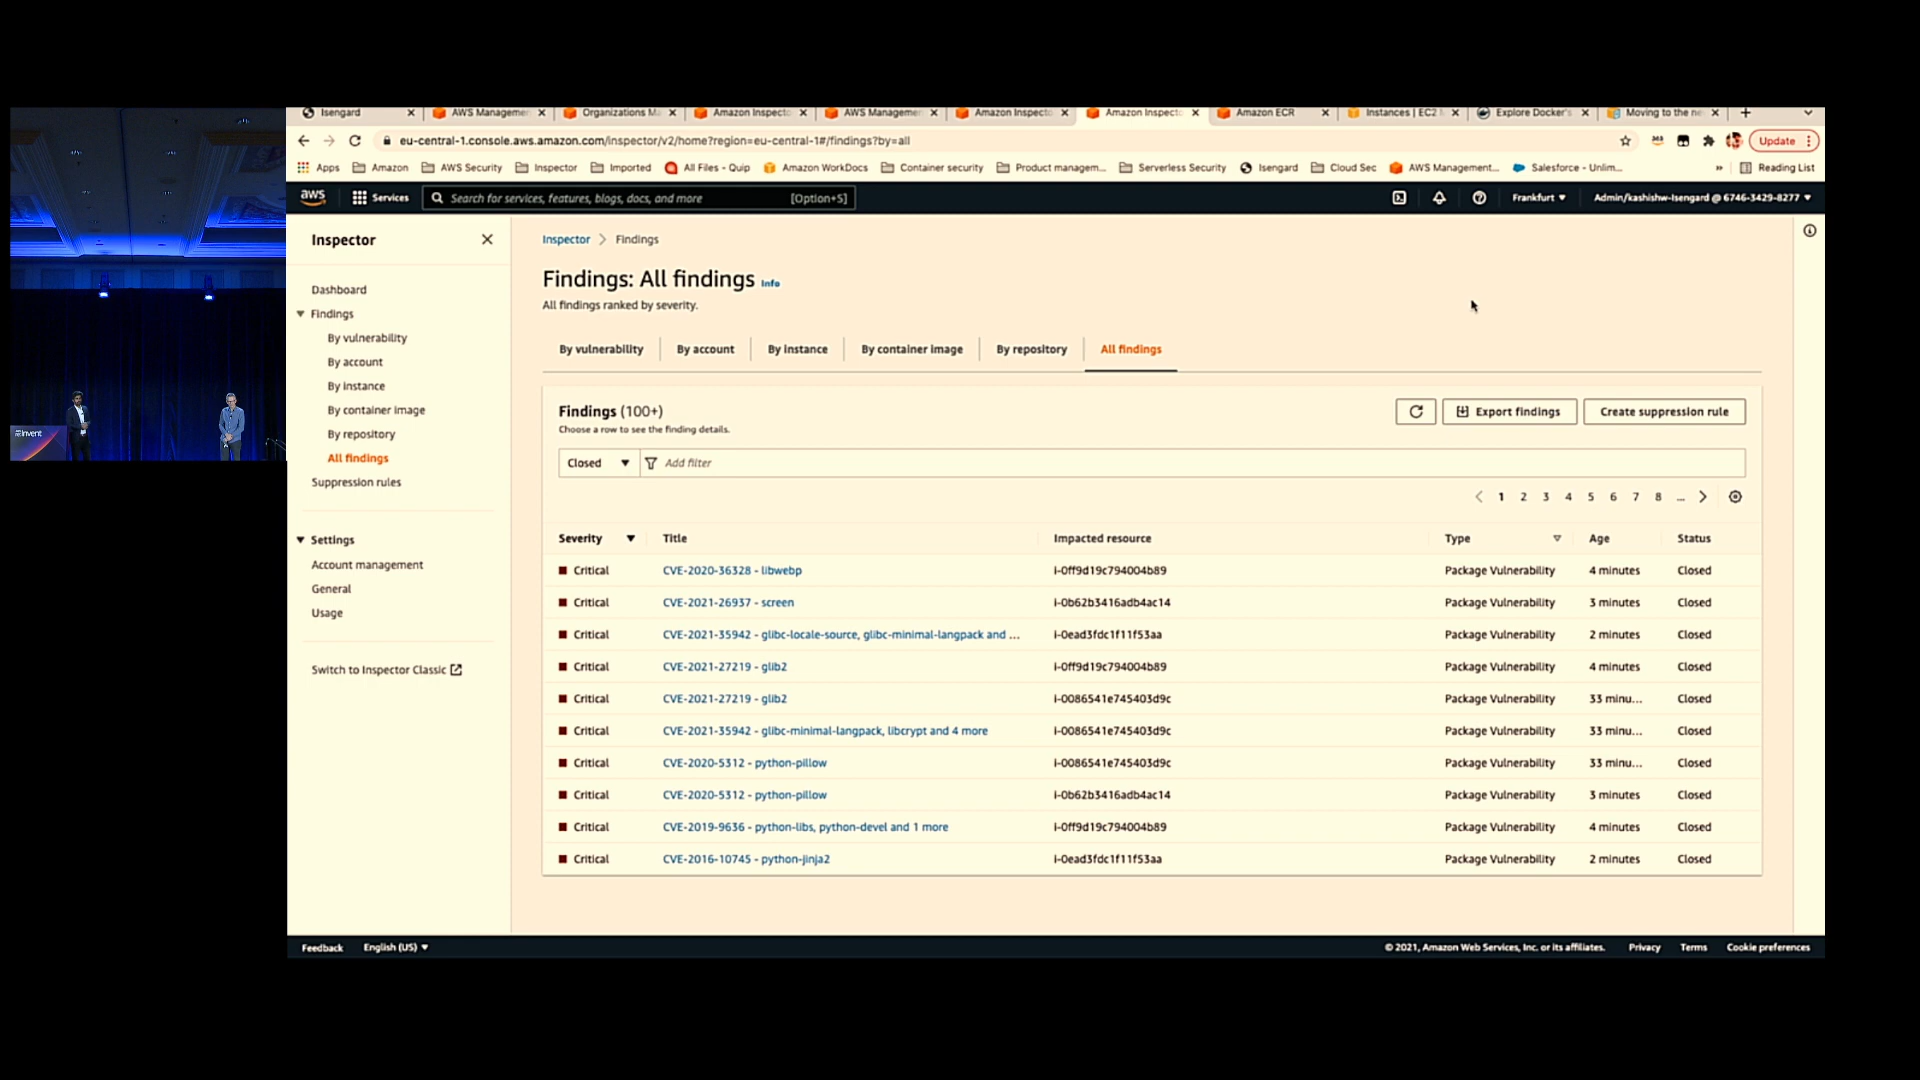 Isengard
AWS Manageme
Organizations M
Amazon Inspect
AWS Manageme
Amazon Inspect
Amazon Inspect
Amazon ECR
Instances | EC2
Explore Docker's
Moving to the ne
eu-central-1.console.aws.amazon.com/inspector/v2/home?region=eu-central-1#/findings?by=all
Update
Apps
Amazon
AWS Security
Inspector
Imported
All Files - Quip
Amazon WorkDocs
Container security
Product managem...
Serverless Security
Isengard
Cloud Sec
AWS Management...
Salesforce - Unlim...
»
Reading List
aws
Services
Search for services, features, blogs, docs, and more
[Option+S]
Frankfurt
Admin/kashishw-Isengard @ 6746-3429-8277
Inspector
Dashboard
Findings
By vulnerability
By account
By instance
By container image
By repository
All findings
Suppression rules
Settings
Account management
General
Usage
Switch to Inspector Classic
Inspector > Findings
Findings: All findings Info
All findings ranked by severity.
By vulnerability
By account
By instance
By container image
By repository
All findings
Findings (100+)
Choose a row to see the finding details.
Export findings
Create suppression rule
Closed
Add filter
1 2 3 4 5 6 7 8 ...
Severity Title Impacted resource Type Age Status
Critical CVE-2020-36328 - libwebp i-0ff9d19c794004b89 Package Vulnerability 4 minutes Closed
Critical CVE-2021-26937 - screen i-0b62b3416adb4ac14 Package Vulnerability 3 minutes Closed
Critical CVE-2021-35942 - glibc-locale-source, glibc-minimal-langpack and ... i-0ead3fdc1f11f53aa Package Vulnerability 2 minutes Closed
Critical CVE-2021-27219 - glib2 i-0ff9d19c794004b89 Package Vulnerability 4 minutes Closed
Critical CVE-2021-27219 - glib2 i-0086541e745403d9c Package Vulnerability 33 minu... Closed
Critical CVE-2021-35942 - glibc-minimal-langpack, libcrypt and 4 more i-0086541e745403d9c Package Vulnerability 33 minu... Closed
Critical CVE-2020-5312 - python-pillow i-0086541e745403d9c Package Vulnerability 33 minu... Closed
Critical CVE-2020-5312 - python-pillow i-0b62b3416adb4ac14 Package Vulnerability 3 minutes Closed
Critical CVE-2019-9636 - python-libs, python-devel and 1 more i-0ff9d19c794004b89 Package Vulnerability 4 minutes Closed
Critical CVE-2016-10745 - python-jinja2 i-0ead3fdc1f11f53aa Package Vulnerability 2 minutes Closed
Feedback
English (US)
© 2021, Amazon Web Services, Inc. or its affiliates.
Privacy
Terms
Cookie preferences